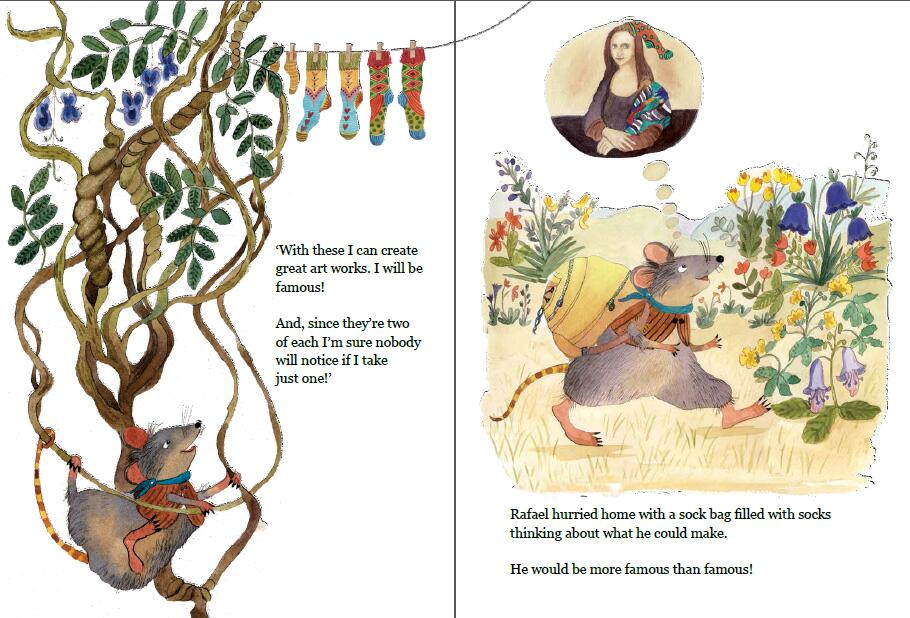 ‘With these I can create
great art works. I will be
famous!
And, since they’re two
of each I’m sure nobody
will notice if I take
just one!’
Rafael hurried home with a sock bag filled with socks
thinking about what he could make.
He would be more famous than famous!